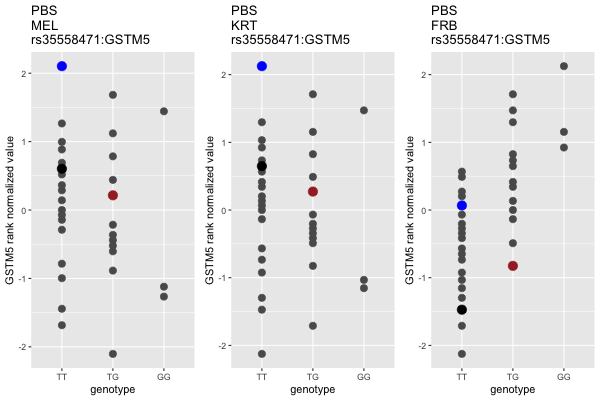 PBS
MEL
rs35558471:GSTM5
GSTM5 rank normalized value
2
1
0
-1
-2
TT
TG
GG
genotype
PBS
KRT
rs35558471:GSTM5
GSTM5 rank normalized value
2
1
0
-1
-2
TT
TG
GG
genotype
PBS
FRB
rs35558471:GSTM5
GSTM5 rank normalized value
2
1
0
-1
-2
TT
TG
GG
genotype